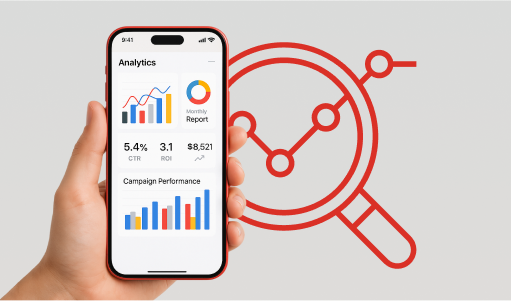 9:41
Analytics
Monthly
Report
5.4% 3.1 $8,521
CTR ROI
Campaign Performance